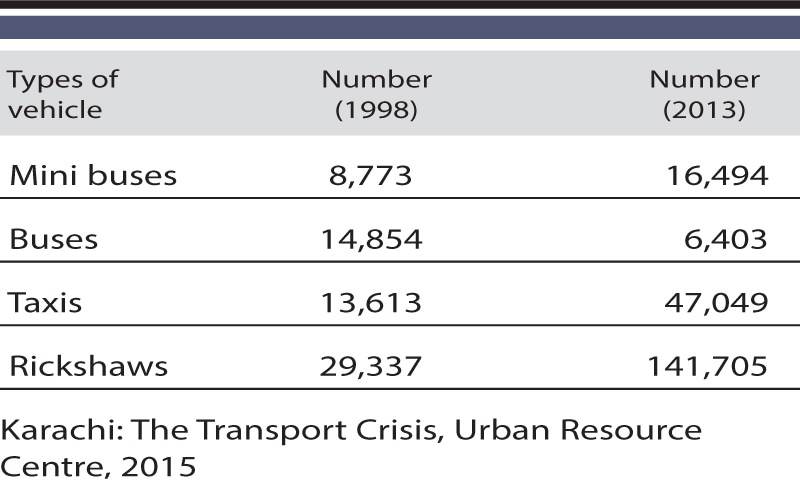 Types of vehicle Number (1998) Number (2013)
Mini buses 8,773 16,494
Buses 14,854 6,403
Taxis 13,613 47,049
Rickshaws 29,337 141,705
Karachi: The Transport Crisis, Urban Resource
Centre, 2015